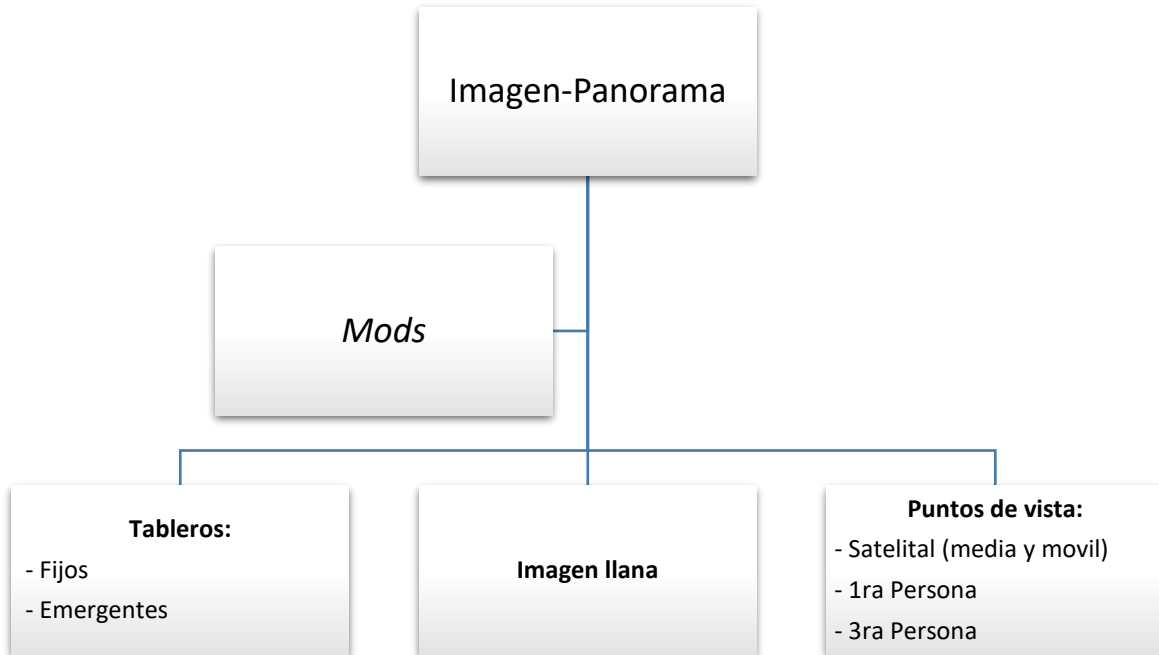 Imagen-Panorama
Mods
Tableros:
- Fijos
- Emergentes
Imagen llana
Puntos de vista:
- Satelital (media y movil)
- 1ra Persona
- 3ra Persona